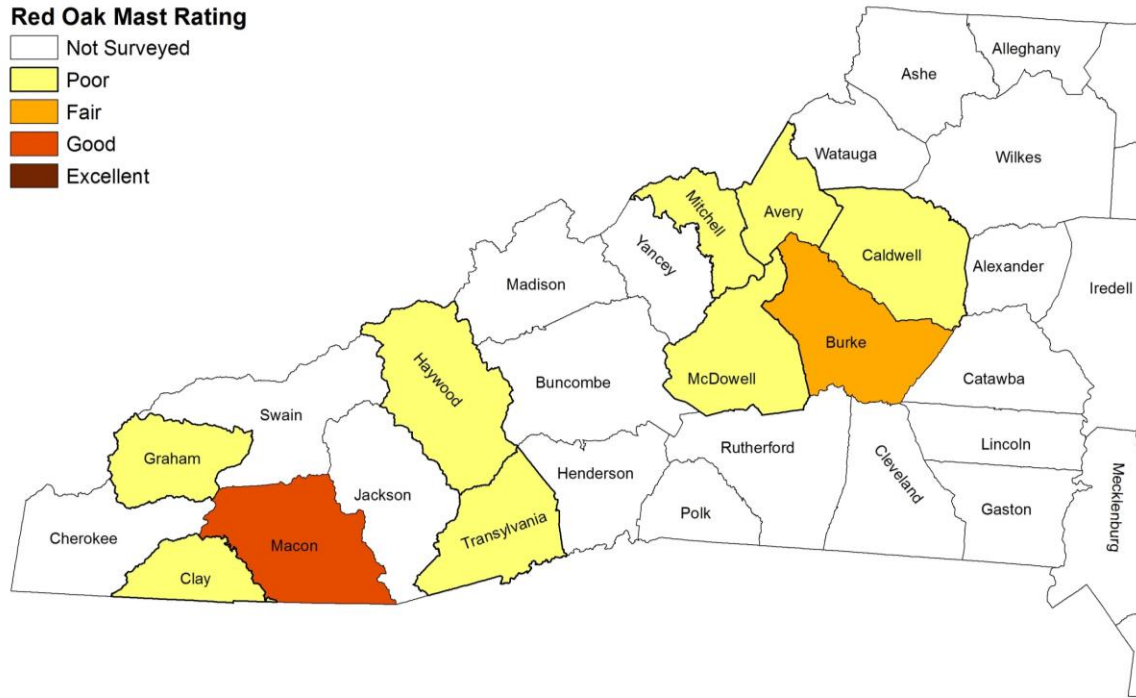 Red Oak Mast Rating
Not Surveyed
Poor
Fair
Good
Excellent
Alleghany
Ashe
Watauga
Wilkes
Mitchell
Avery
Yancey
Caldwell
Alexander
Iredell
Madison
Burke
Haywood
Buncombe
McDowell
Catawba
Swain
Graham
Henderson
Rutherford
Cleveland
Lincoln
Jackson
Mecklenburg
Cherokee
Macon
Transylvania
Polk
Gaston
Clay